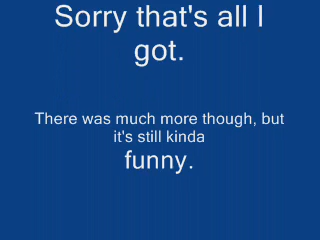 Sorry that's all I
got.
There was much more though, but
it's still kinda
funny.